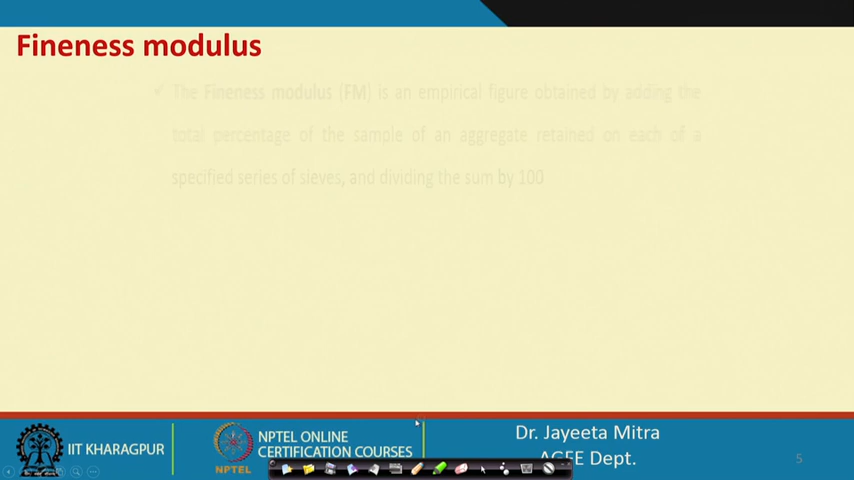 Fineness modulus
✓ The Fineness modulus (FM) is an empirical figure obtained by adding the
total percentage of the sample of an aggregate retained on each of a
specified series of sieves, and dividing the sum by 100
IIT KHARAGPUR
NPTEL
NPTEL ONLINE
CERTIFICATION COURSES
Dr. Jayeeta Mitra
AGFE Dept.
5